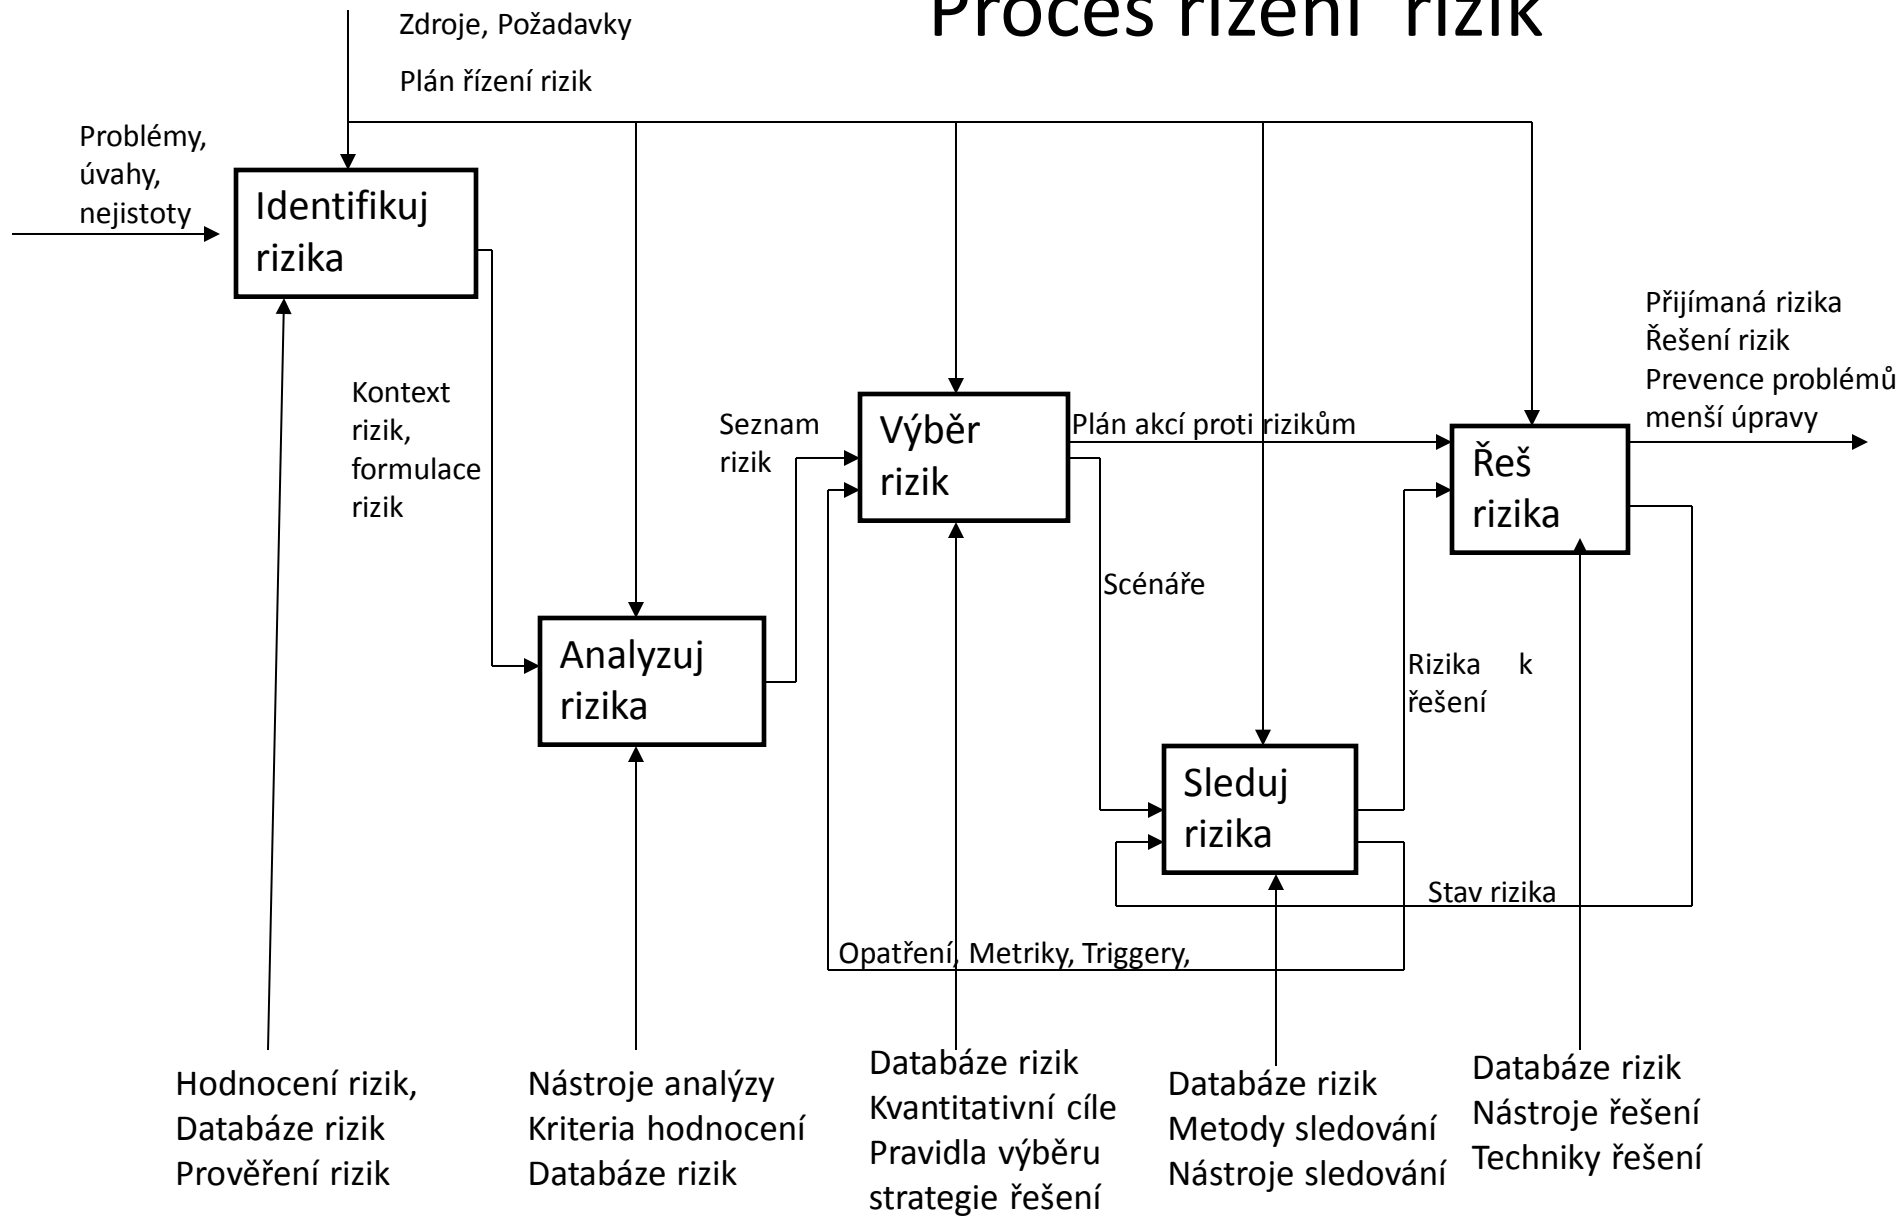 Proces řízení rizik
Zdroje, Požadavky
Plán řízení rizik
Problémy,
úvahy,
nejistoty
Identifikuj
rizika
Přijímaná rizika
Řešení rizik
Prevence problémů
menší úpravy
Kontext
rizik,
formulace
rizik
Seznam
rizik
Výběr
rizik
Plán akcí proti rizikům
Řeš
rizika
Scénáře
Analyzuj
rizika
Rizika k
řešení
Sleduj
rizika
Stav rizika
Opatření, Metriky, Triggery,
Hodnocení rizik,
Databáze rizik
Prověření rizik
Nástroje analýzy
Kriteria hodnocení
Databáze rizik
Databáze rizik
Kvantitativní cíle
Pravidla výběru
strategie řešení
Databáze rizik
Metody sledování
Nástroje sledování
Databáze rizik
Nástroje řešení
Techniky řešení